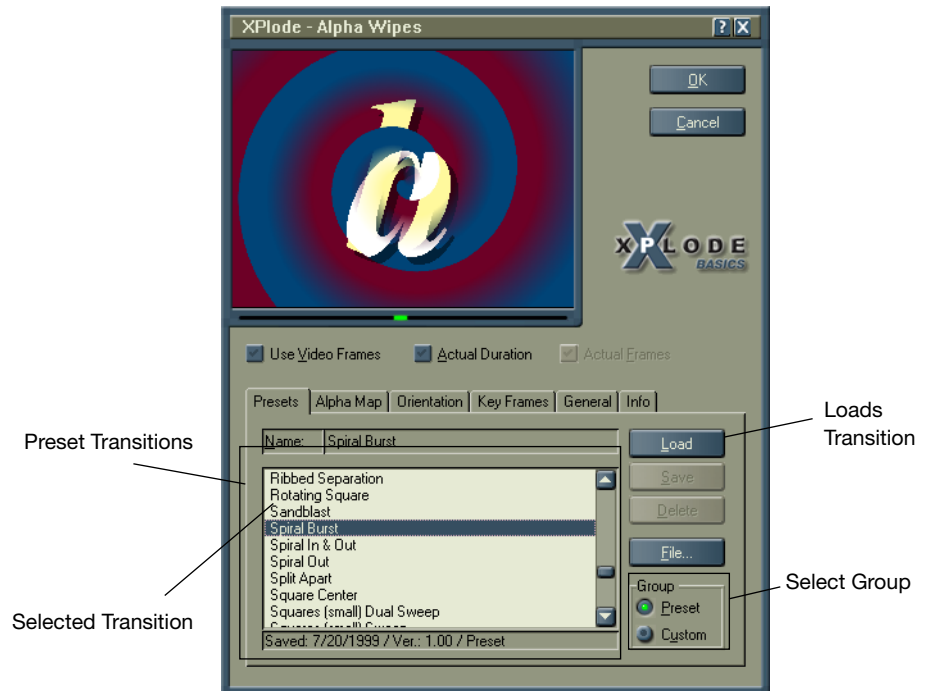 XPlode - Alpha Wipes
? X
b
a
OK
Cancel
XPLODE
BASICS
Use Video Frames
Actual Duration
Actual Frames
Presets
Alpha Map
Orientation
Key Frames
General
Info
Loads
Transition
Preset Transitions
Name:
Spiral Burst
Load
Ribbed Separation
Rotating Square
Sandblast
Spiral Burst
Spiral In & Out
Spiral Out
Split Apart
Square Center
Squares (small) Dual Sweep
Squares (small) Sweep
Save
Delete
File...
Group
Preset
Custom
Select Group
Selected Transition
Saved: 7/20/1999 / Ver.: 1.00 / Preset